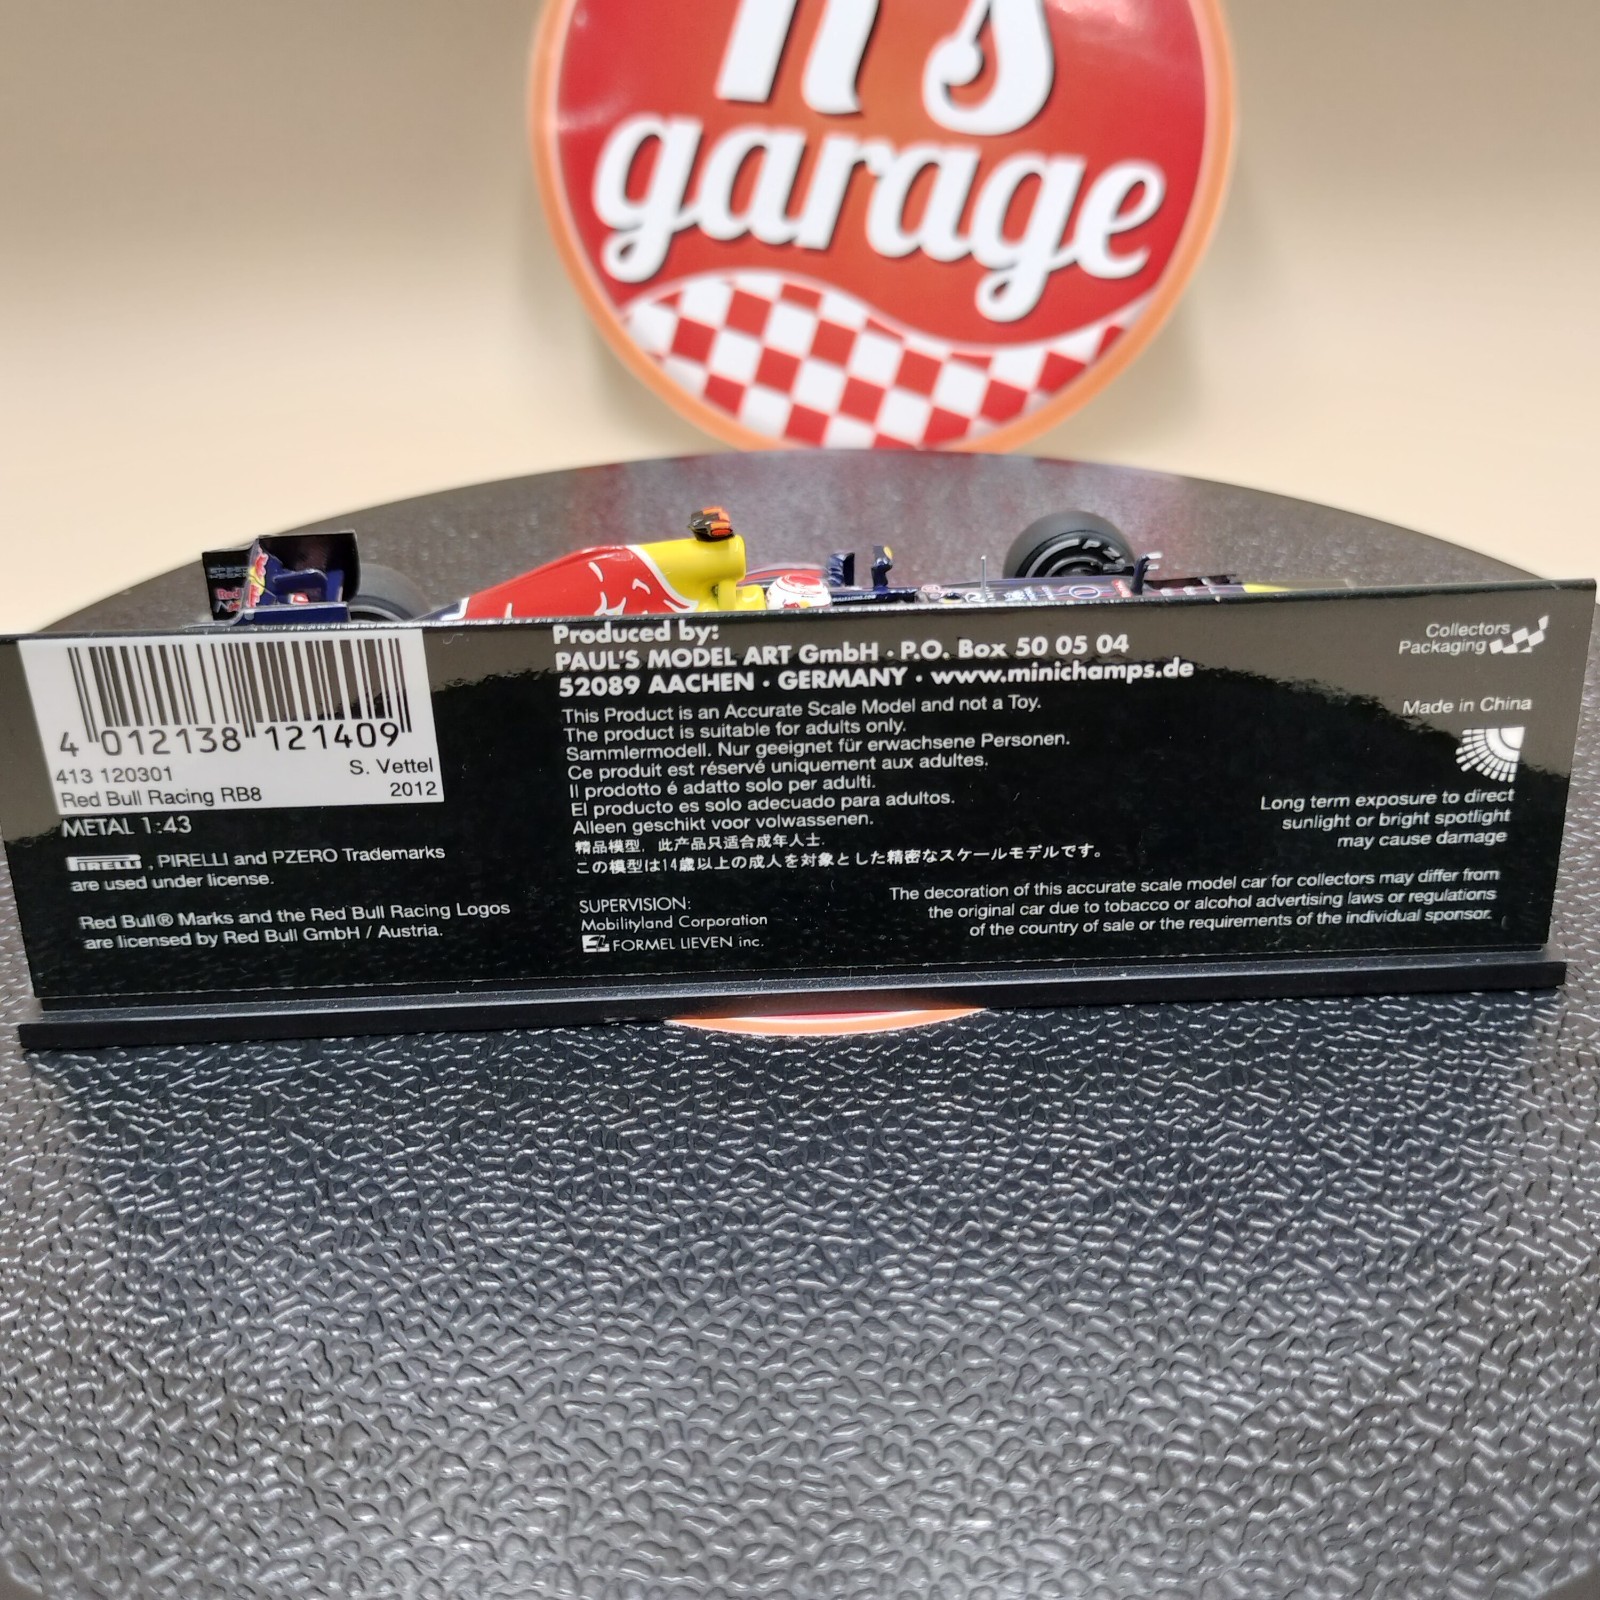 n's
garage
PZ
Red
4 012138 121409
413 120301 S. Vettel
Red Bull Racing RB8 2012
METAL 1:43
PIRELLI , PIRELLI and PZERO Trademarks
are used under license.
Red Bull® Marks and the Red Bull Racing Logos
are licensed by Red Bull GmbH / Austria.
Produced by:
PAUL'S MODEL ART GmbH · P.O. Box 50 05 04
52089 AACHEN · GERMANY · www.minichamps.de
This Product is an Accurate Scale Model and not a Toy.
The product is suitable for adults only.
Sammlermodell. Nur geeignet für erwachsene Personen.
Ce produit est réservé uniquement aux adultes.
Il prodotto é adatto solo per adulti.
El producto es solo adecuado para adultos.
Alleen geschikt voor volwassenen.
精品模型, 此产品只适合成年人士.
この模型は14歳以上の成人を対象とした精密なスケールモデルです。
SUPERVISION:
Mobilityland Corporation
FORMEL LIEVEN inc.
Collectors
Packaging
Made in China
Long term exposure to direct
sunlight or bright spotlight
may cause damage
The decoration of this accurate scale model car for collectors may differ from
the original car due to tobacco or alcohol advertising laws or regulations
of the country of sale or the requirements of the individual sponsor.